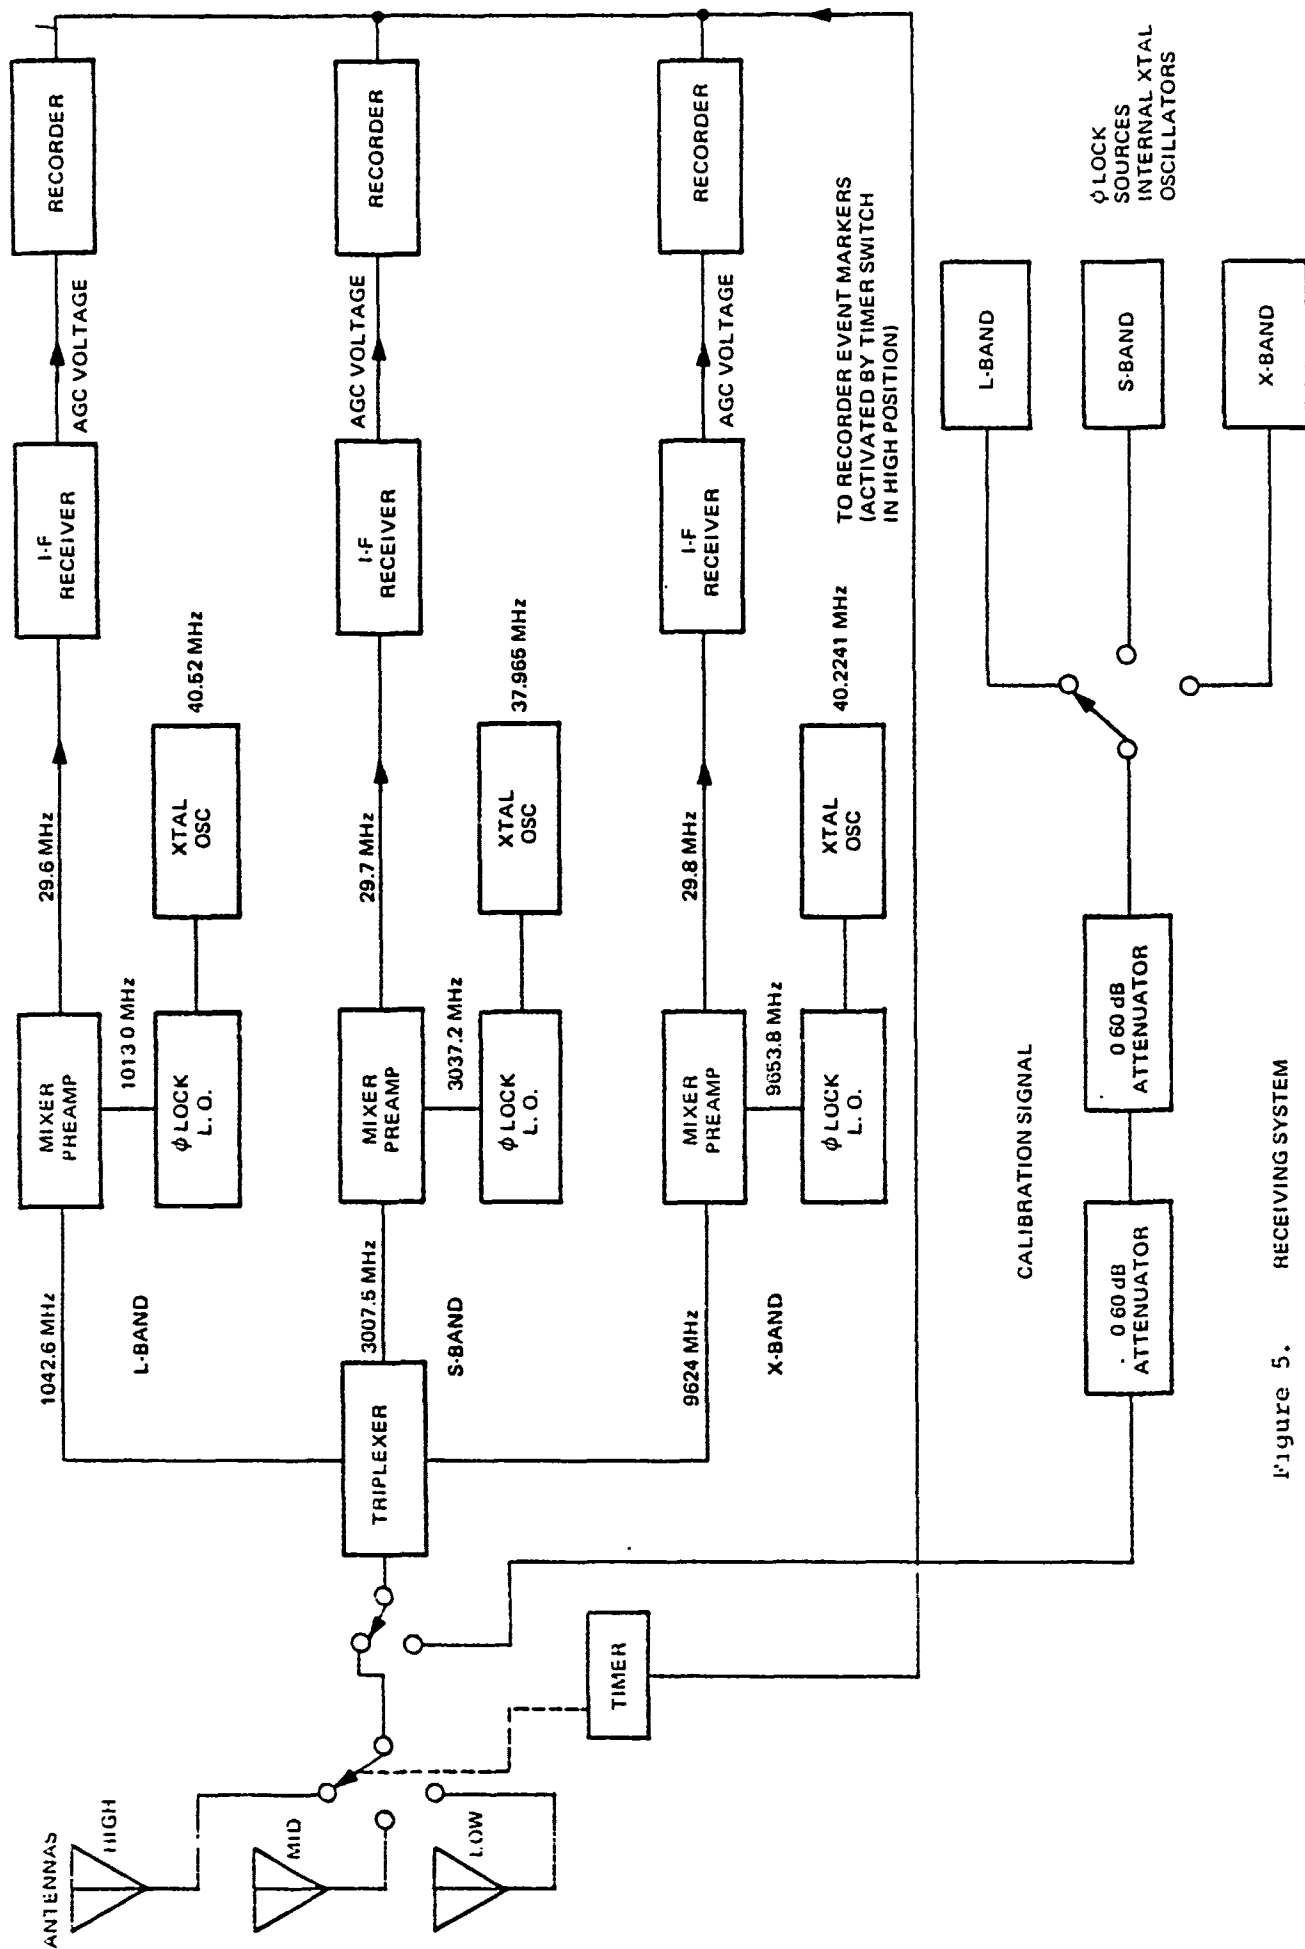 ANTENNAS
HIGH
MID
LOW
TIMER
TRIPLEXER
1042.6 MHz
L-BAND
MIXER
PREAMP
1013 0 MHz
ϕ LOCK
L. O.
XTAL
OSC
40.52 MHz
29.6 MHz
I-F
RECEIVER
AGC VOLTAGE
RECORDER
3007.5 MHz
S-BAND
MIXER
PREAMP
3037.2 MHz
ϕ LOCK
L. O.
XTAL
OSC
37.965 MHz
29.7 MHz
I-F
RECEIVER
AGC VOLTAGE
RECORDER
9624 MHz
X-BAND
MIXER
PREAMP
9653.8 MHz
ϕ LOCK
L. O.
XTAL
OSC
40.2241 MHz
29.8 MHz
I-F
RECEIVER
AGC VOLTAGE
RECORDER
TO RECORDER EVENT MARKERS
(ACTIVATED BY TIMER SWITCH
IN HIGH POSITION)
CALIBRATION SIGNAL
0 60 dB
ATTENUATOR
0 60 dB
ATTENUATOR
L-BAND
S-BAND
X-BAND
ϕ LOCK
SOURCES
INTERNAL XTAL
OSCILLATORS
Figure 5. RECEIVING SYSTEM